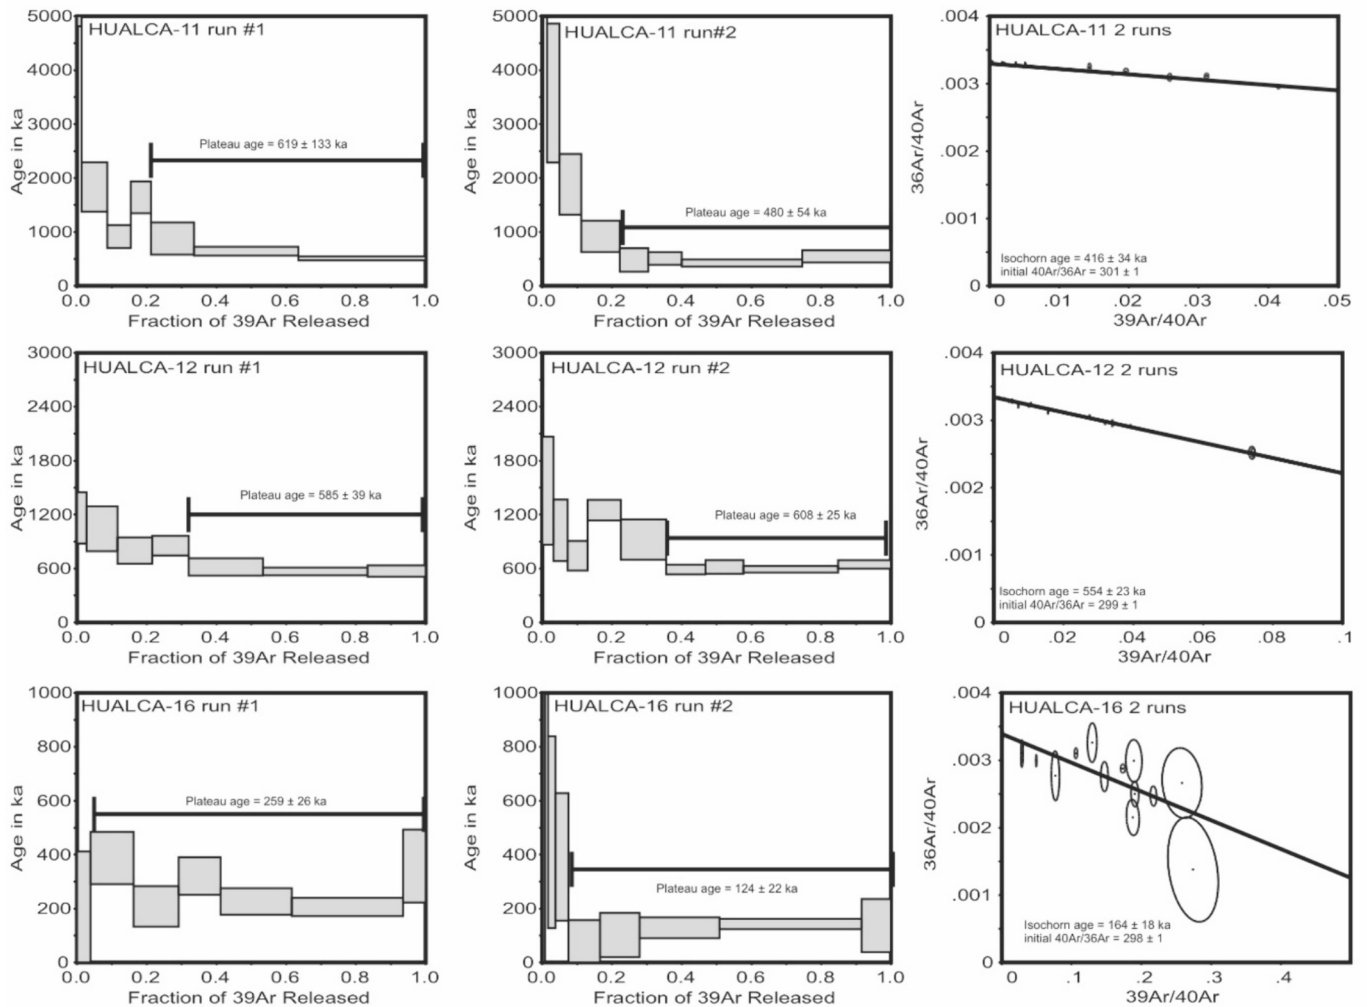 HUALCA-11 run #1
5000
4000
3000
2000
1000
0
Age in ka
Plateau age = 619 ± 133 ka
0.0 0.2 0.4 0.6 0.8 1.0
Fraction of 39Ar Released
HUALCA-11 run#2
5000
4000
3000
2000
1000
0
Age in ka
Plateau age = 480 ± 54 ka
0.0 0.2 0.4 0.6 0.8 1.0
Fraction of 39Ar Released
HUALCA-11 2 runs
.004
.003
.002
.001
0
36Ar/40Ar
Isochorn age = 416 ± 34 ka
initial 40Ar/36Ar = 301 ± 1
0 .01 .02 .03 .04 .05
39Ar/40Ar
HUALCA-12 run #1
3000
2400
1800
1200
600
0
Age in ka
Plateau age = 585 ± 39 ka
0.0 0.2 0.4 0.6 0.8 1.0
Fraction of 39Ar Released
HUALCA-12 run #2
3000
2400
1800
1200
600
0
Age in ka
Plateau age = 608 ± 25 ka
0.0 0.2 0.4 0.6 0.8 1.0
Fraction of 39Ar Released
HUALCA-12 2 runs
.004
.003
.002
.001
0
36Ar/40Ar
Isochorn age = 554 ± 23 ka
initial 40Ar/36Ar = 299 ± 1
0 .02 .04 .06 .08 .1
39Ar/40Ar
HUALCA-16 run #1
1000
800
600
400
200
0
Age in ka
Plateau age = 259 ± 26 ka
0.0 0.2 0.4 0.6 0.8 1.0
Fraction of 39Ar Released
HUALCA-16 run #2
1000
800
600
400
200
0
Age in ka
Plateau age = 124 ± 22 ka
0.0 0.2 0.4 0.6 0.8 1.0
Fraction of 39Ar Released
HUALCA-16 2 runs
.004
.003
.002
.001
0
36Ar/40Ar
Isochorn age = 164 ± 18 ka
initial 40Ar/36Ar = 298 ± 1
0 .1 .2 .3 .4
39Ar/40Ar